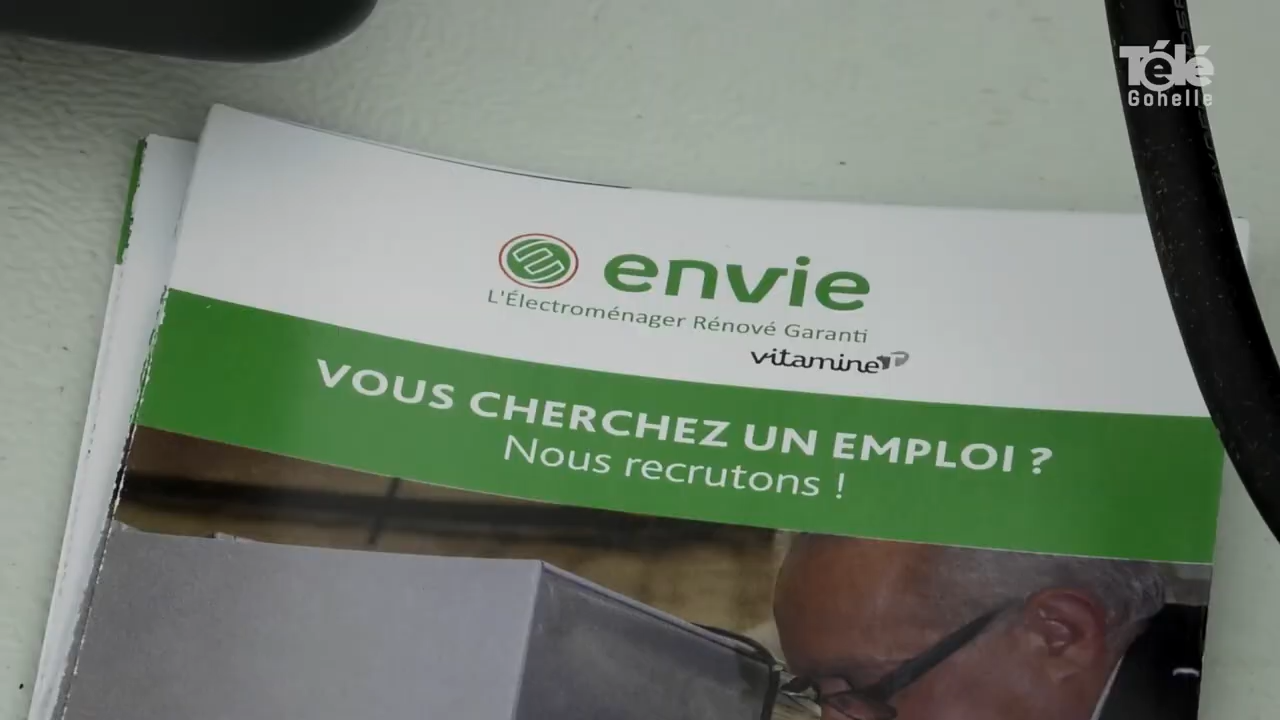 Télé
Gohelle
envie
L'Électroménager Rénové Garanti
vitamine T
VOUS CHERCHEZ UN EMPLOI ?
Nous recrutons !